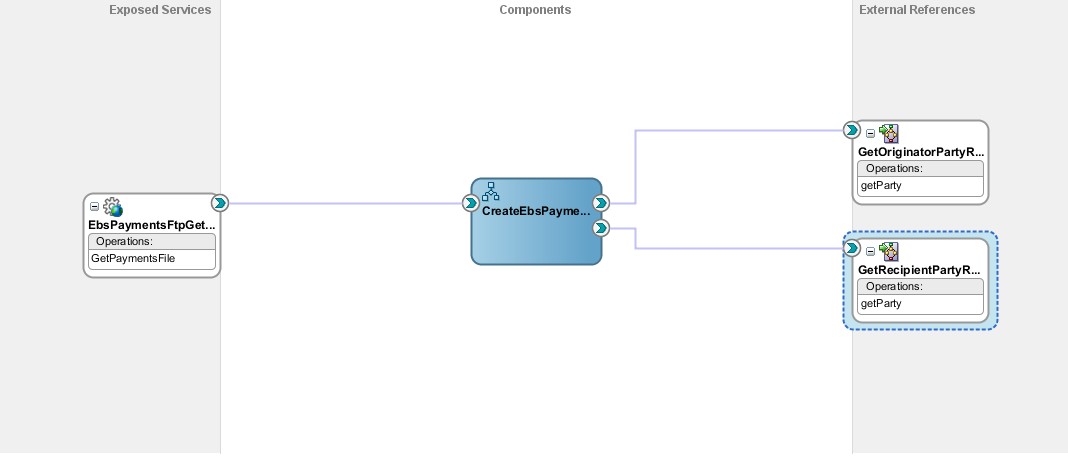 Exposed Services
Components
External References
EbsPaymentsFtpGet...
Operations:
GetPaymentsFile
CreateEbsPayme...
GetOriginatorPartyR...
Operations:
getParty
GetRecipientPartyR...
Operations:
getParty